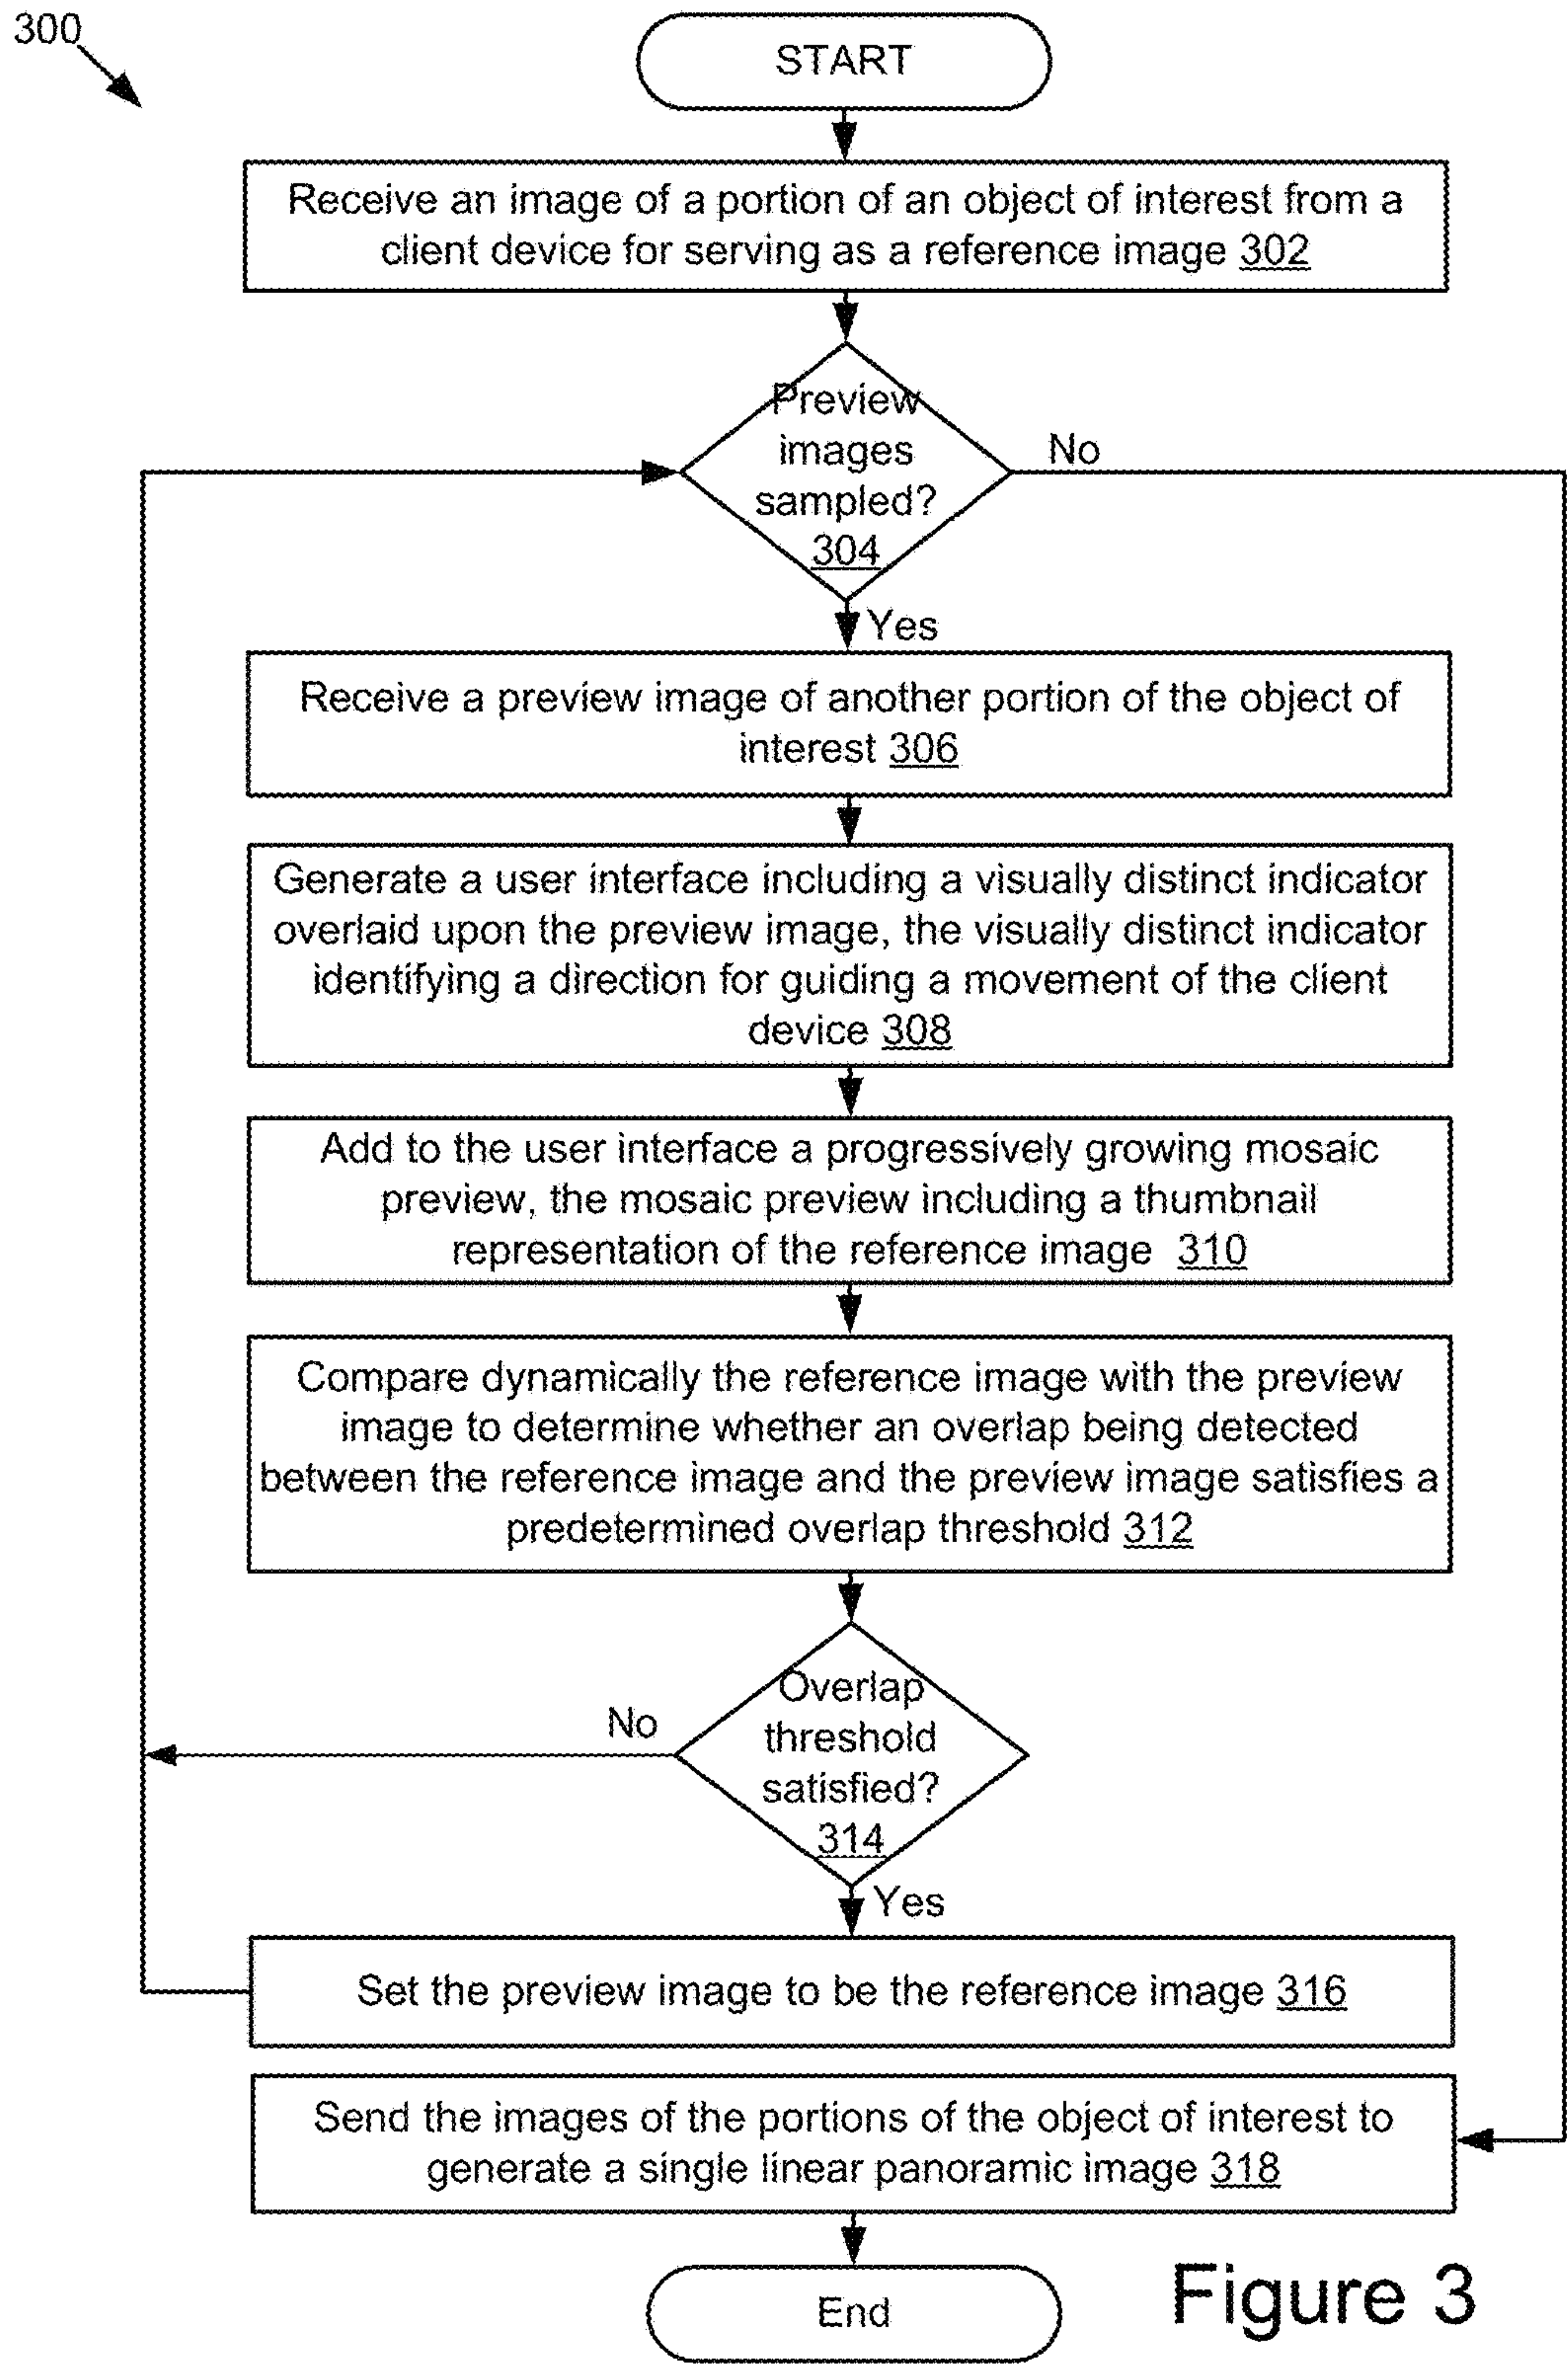 300
START
Receive an image of a portion of an object of interest from a
client device for serving as a reference image 302
Preview
images
sampled?
304
No
Yes
Receive a preview image of another portion of the object of
interest 306
Generate a user interface including a visually distinct indicator
overlaid upon the preview image, the visually distinct indicator
identifying a direction for guiding a movement of the client
device 308
Add to the user interface a progressively growing mosaic
preview, the mosaic preview including a thumbnail
representation of the reference image 310
Compare dynamically the reference image with the preview
image to determine whether an overlap being detected
between the reference image and the preview image satisfies a
predetermined overlap threshold 312
No
Overlap
threshold
satisfied?
314
Yes
Set the preview image to be the reference image 316
Send the images of the portions of the object of interest to
generate a single linear panoramic image 318
End
Figure 3